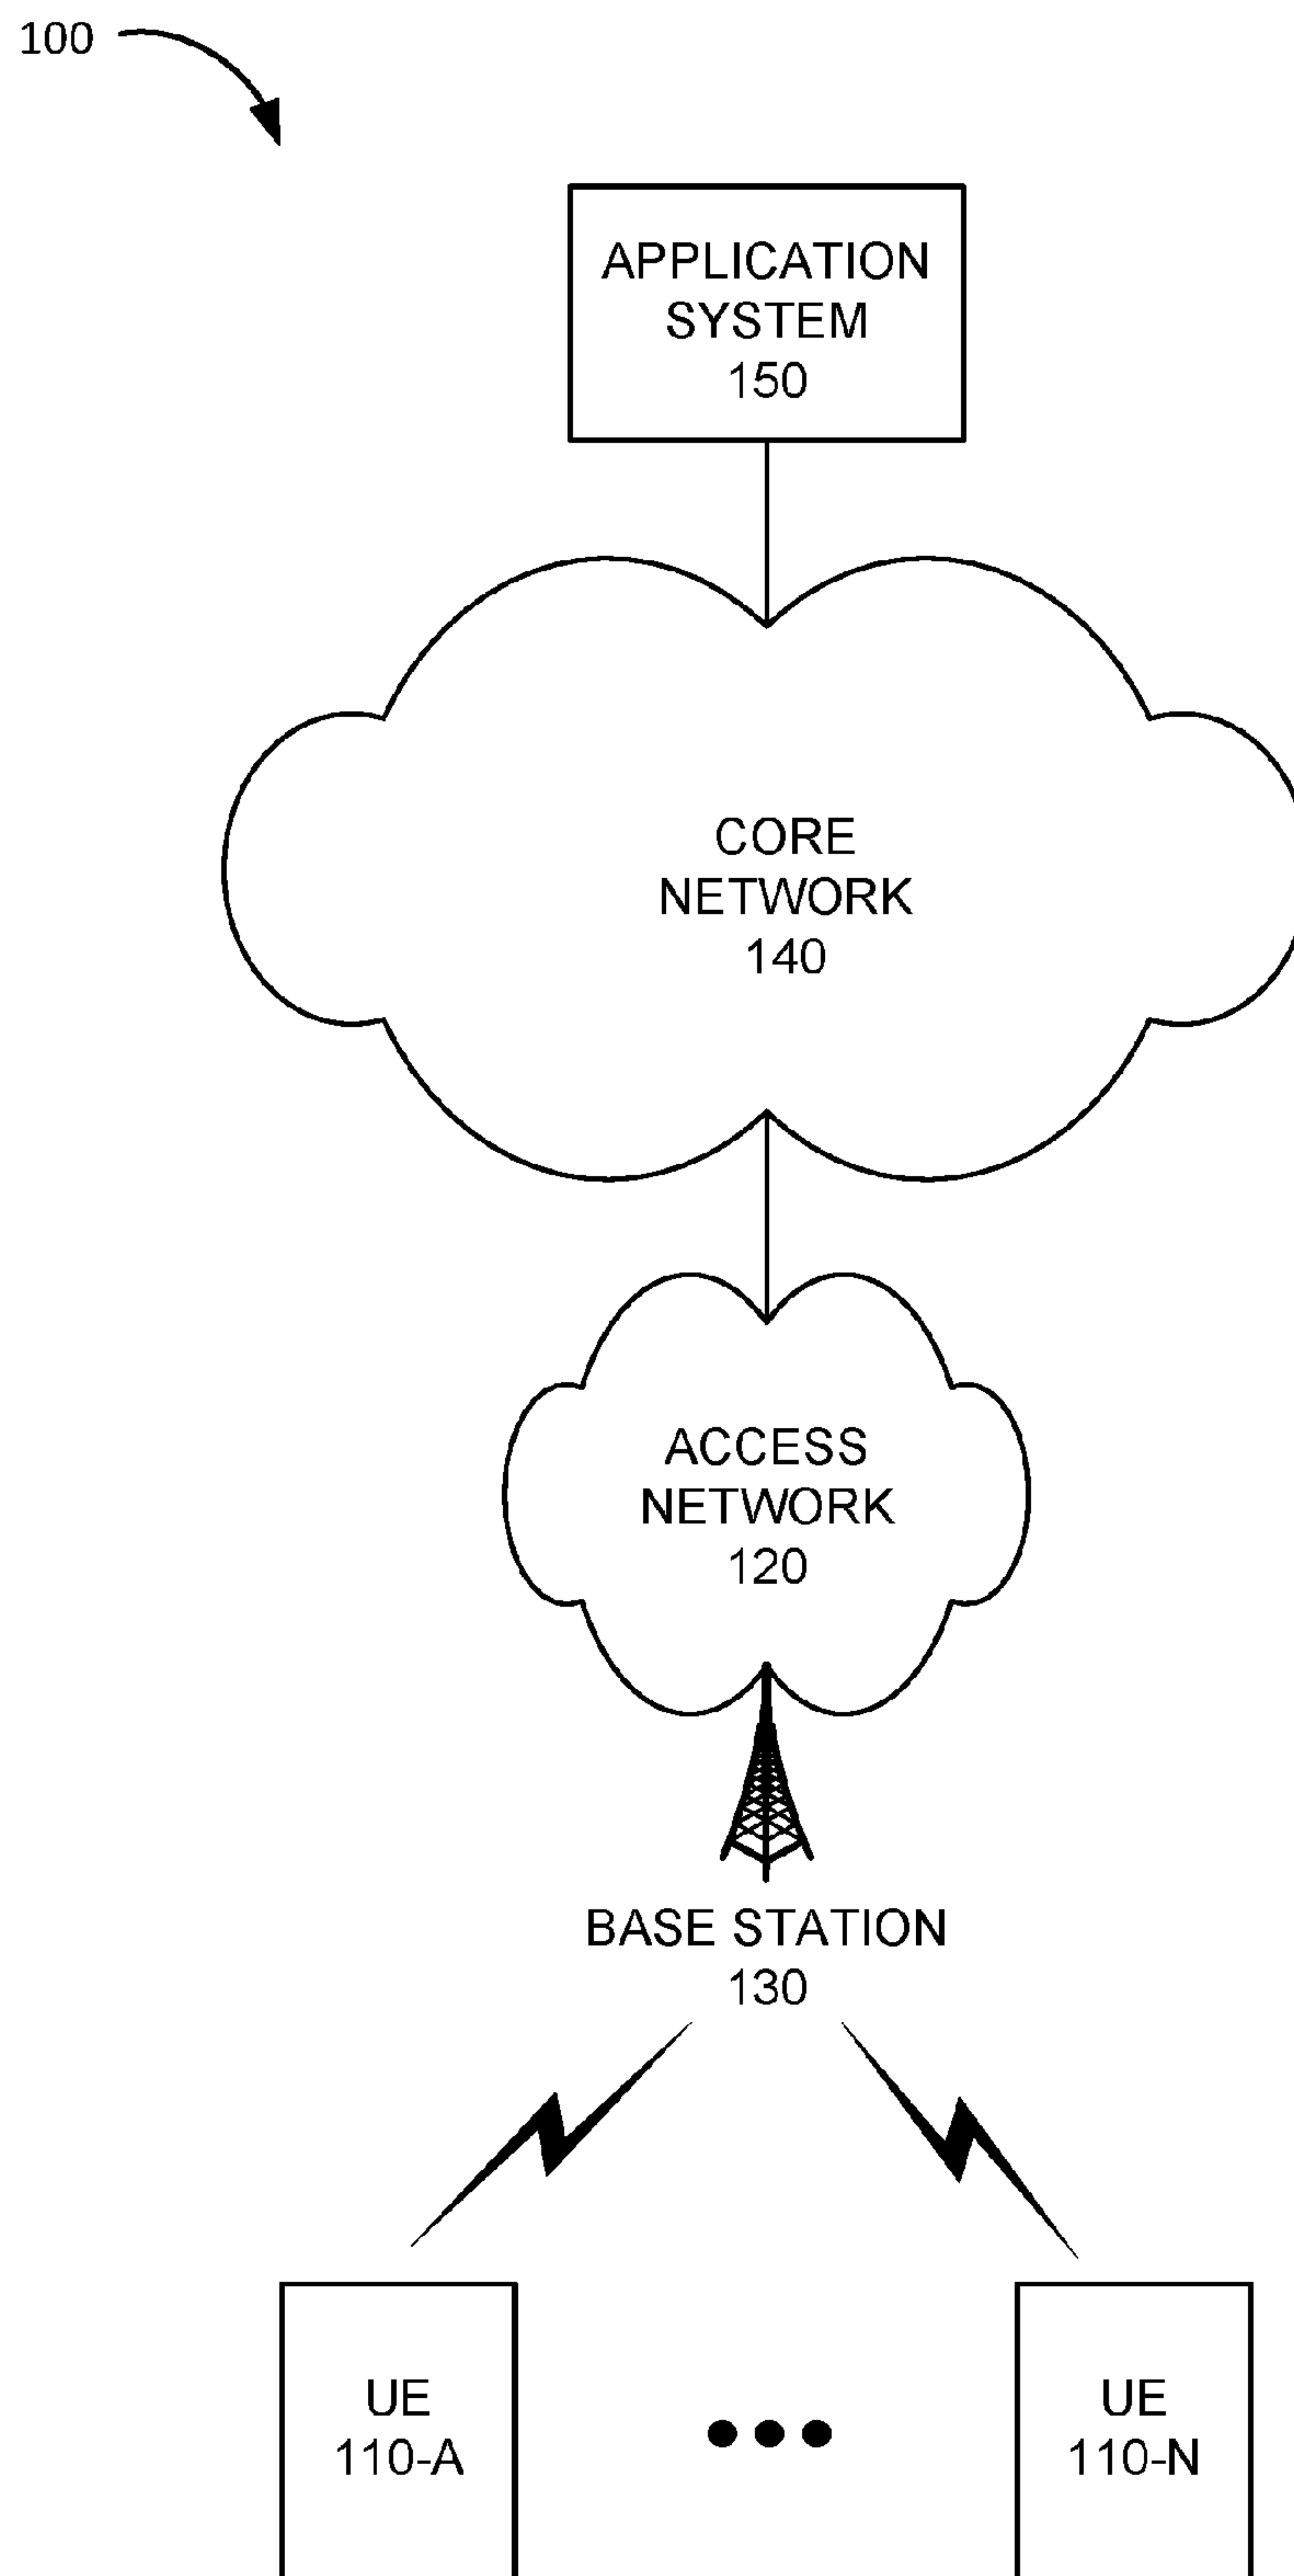 100
APPLICATION
SYSTEM
150
CORE
NETWORK
140
ACCESS
NETWORK
120
BASE STATION
130
UE
110-A
UE
110-N